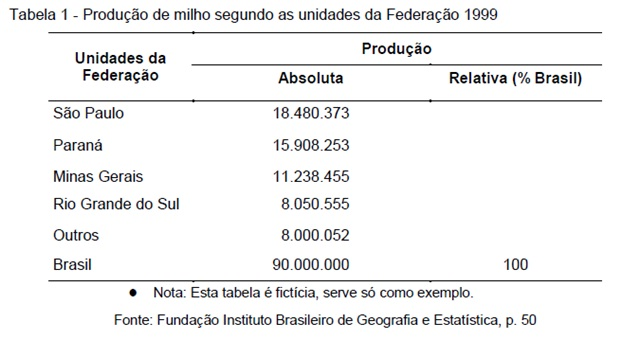 Tabela 1 - Produção de milho segundo as unidades da Federação 1999
Unidades da Federação Produção
Absoluta Relativa (% Brasil)
São Paulo 18.480.373
Paraná 15.908.253
Minas Gerais 11.238.455
Rio Grande do Sul 8.050.555
Outros 8.000.052
Brasil 90.000.000 100
● Nota: Esta tabela é fictícia, serve só como exemplo.
Fonte: Fundação Instituto Brasileiro de Geografia e Estatística, p. 50